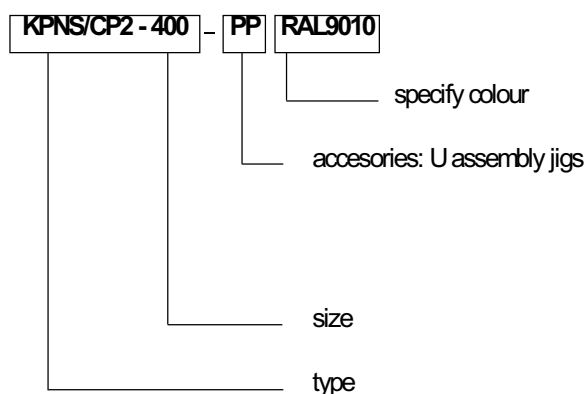 KPNS/CP2 - 400 - PP RAL9010
specify colour
accesories: U assembly jigs
size
type